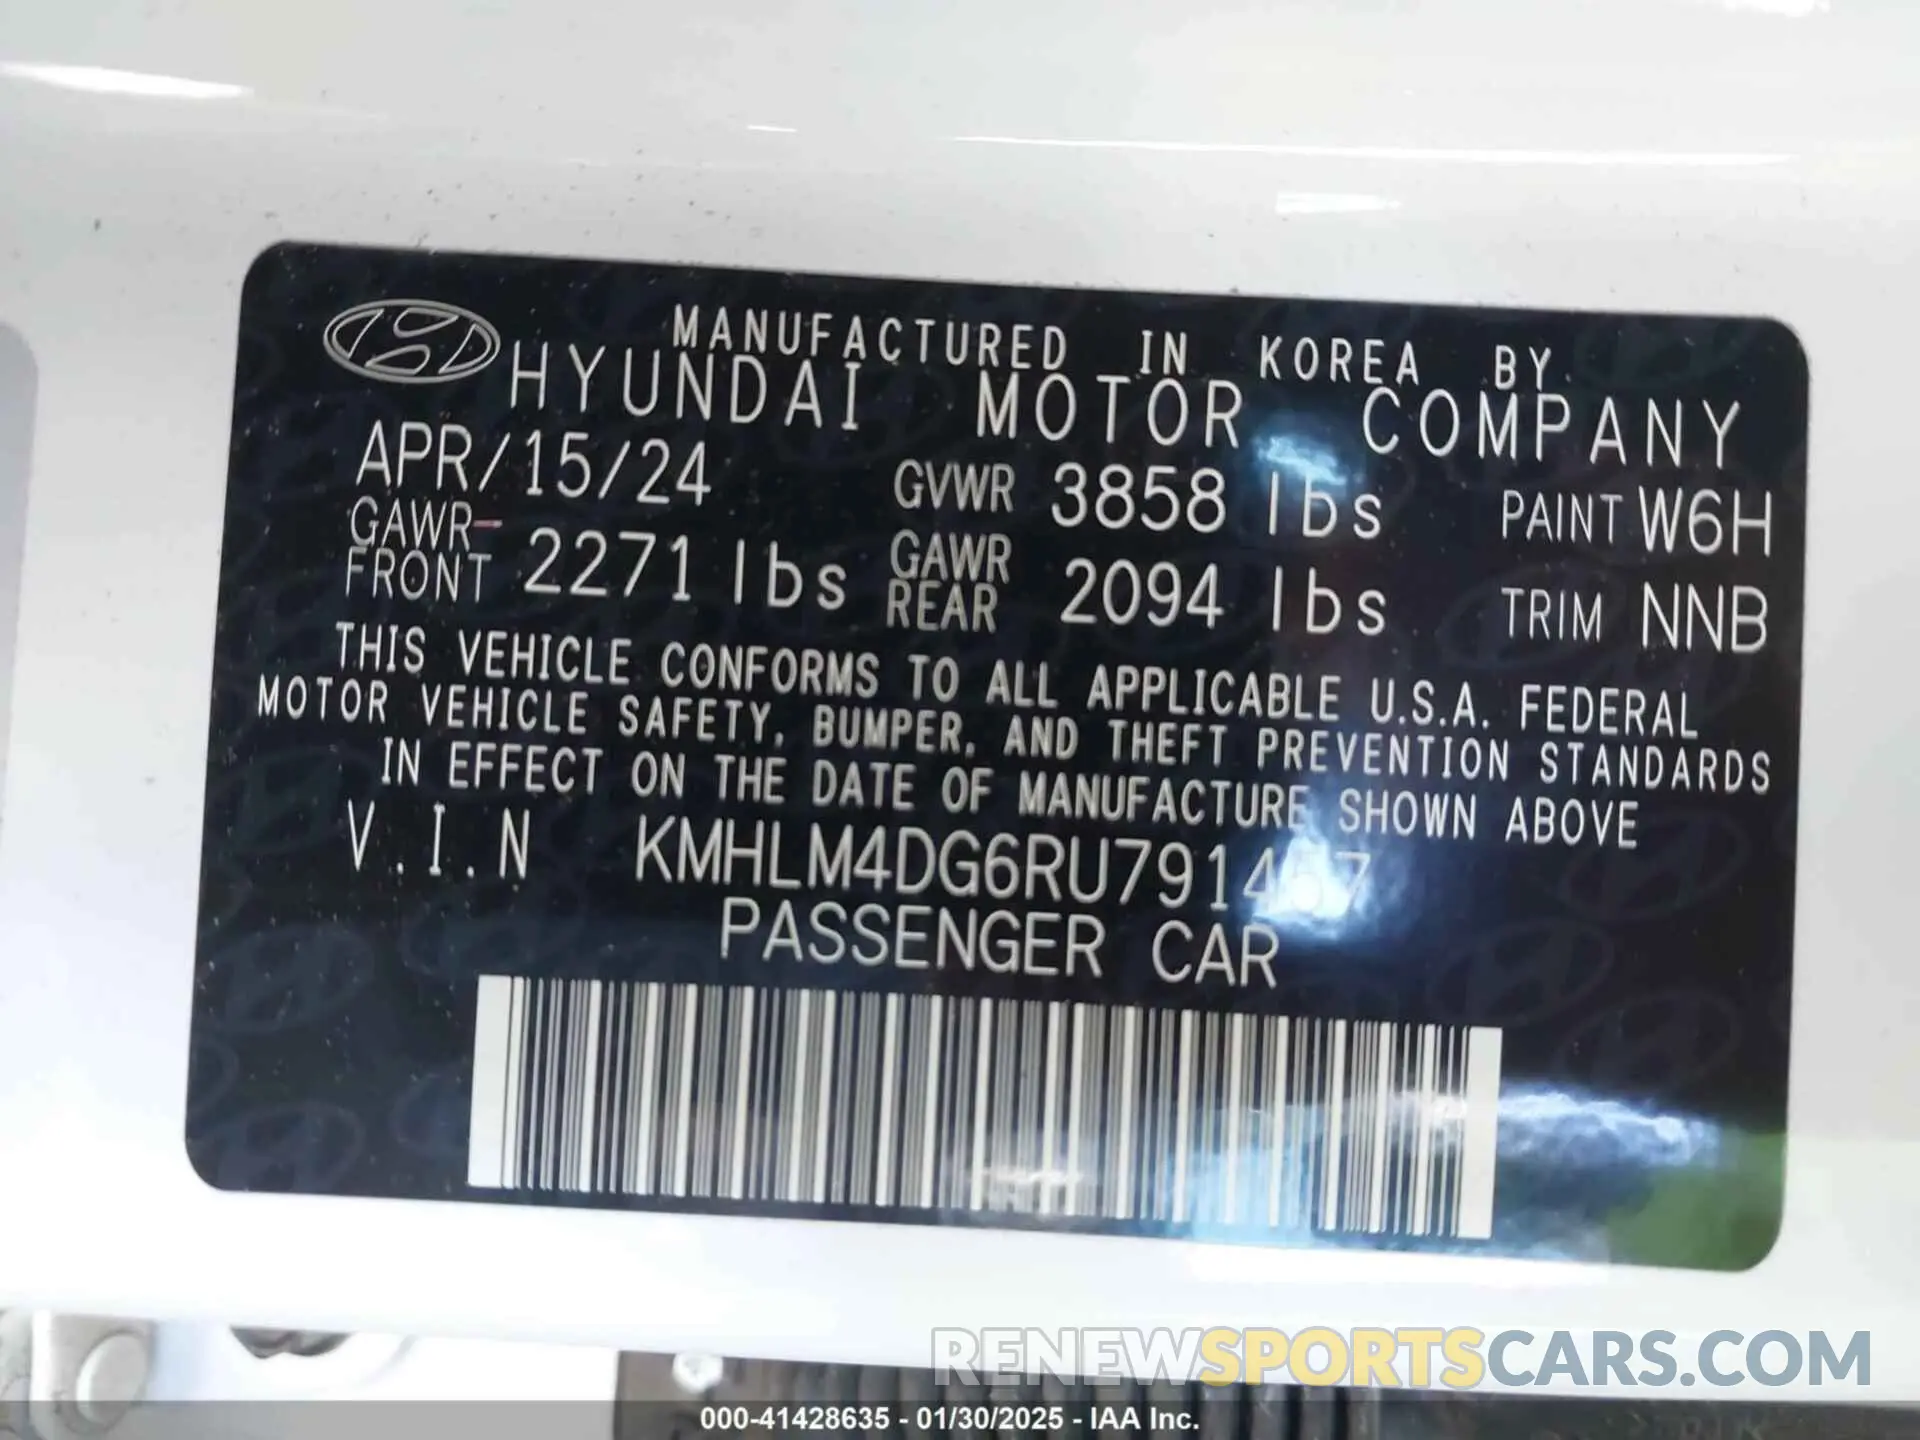 MANUFACTURED IN KOREA BY
HYUNDAI MOTOR COMPANY
APR/15/24 GVWR 3858 lbs PAINT W6H
GAWR FRONT 2271 lbs GAWR REAR 2094 lbs TRIM NNB
THIS VEHICLE CONFORMS TO ALL APPLICABLE U.S.A. FEDERAL
MOTOR VEHICLE SAFETY, BUMPER, AND THEFT PREVENTION STANDARDS
IN EFFECT ON THE DATE OF MANUFACTURE SHOWN ABOVE
V.I.N KMHLM4DG6RU791457
PASSENGER CAR
RENEWSPORTSCARS.COM
000-41428635 - 01/30/2025 - IAA Inc.